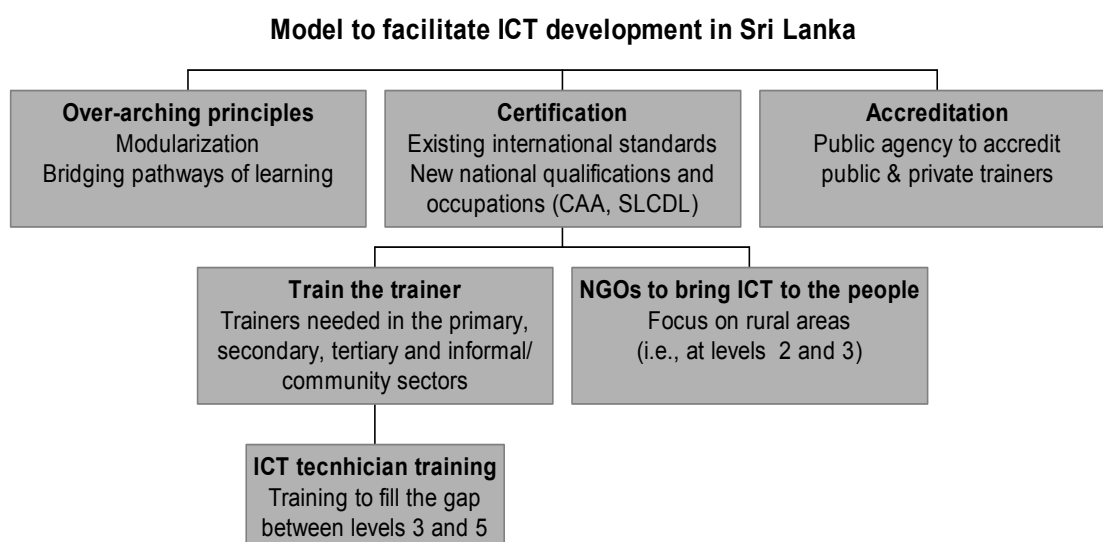 Model to facilitate ICT development in Sri Lanka
Over-arching principles
Modularization
Bridging pathways of learning
Certification
Existing international standards
New national qualifications and
occupations (CAA, SLCDL)
Accreditation
Public agency to accredit
public & private trainers
Train the trainer
Trainers needed in the primary,
secondary, tertiary and informal/
community sectors
NGOs to bring ICT to the people
Focus on rural areas
(i.e., at levels 2 and 3)
ICT tecnhician training
Training to fill the gap
between levels 3 and 5